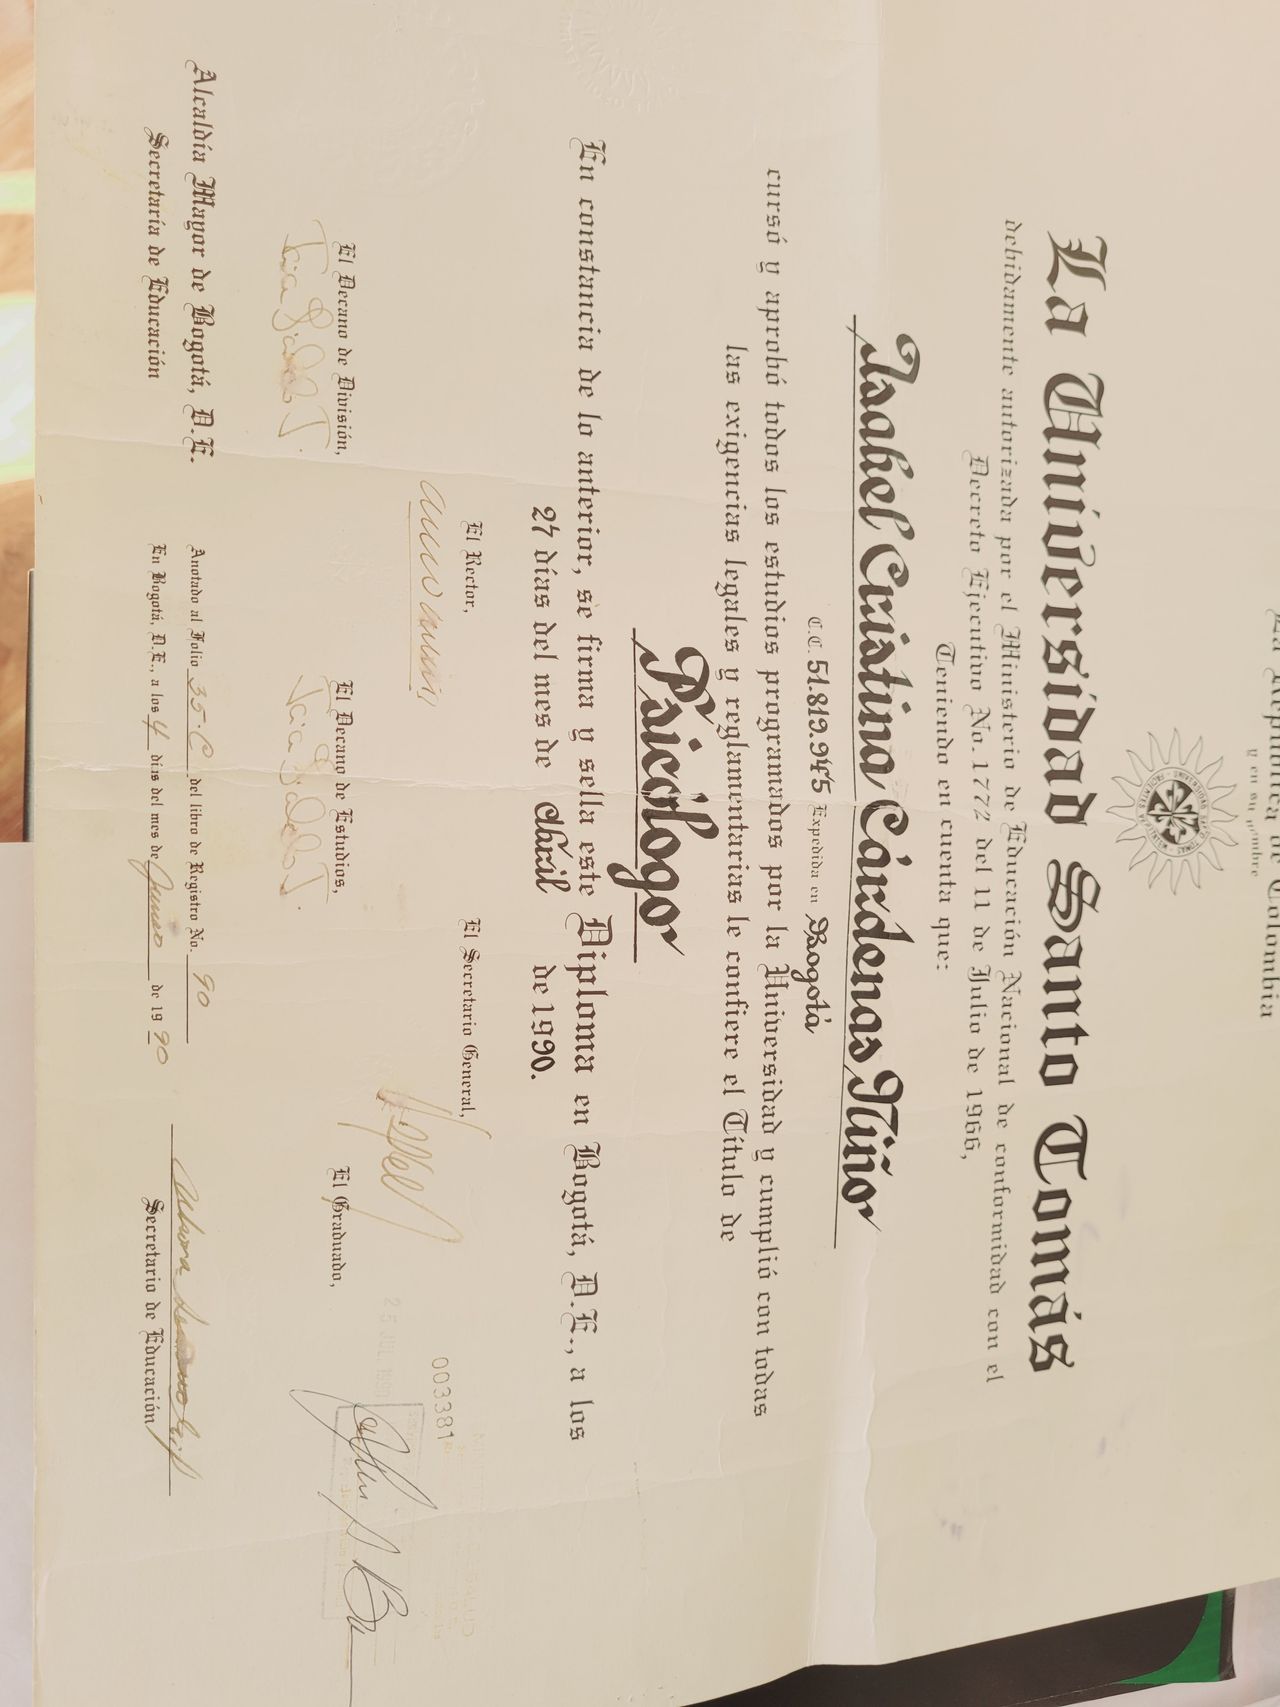 La República de Colombia
y en su nombre
La Universidad Santo Tomás
debidamente autorizada por el Ministerio de Educación Nacional de conformidad con el
Decreto Ejecutivo No. 1772 del 11 de Julio de 1966,
Teniendo en cuenta que:
Isabel Cristina Cárdenas Niño
C.C. 51.819.945 Expedida en Bogotá
cursó y aprobó todos los estudios programados por la Universidad y cumplió con todas
las exigencias legales y reglamentarias le confiere el Título de
Psicólogo
En constancia de lo anterior, se firma y sella este Diploma en Bogotá, D.E., a los
27 días del mes de abril de 1990.
El Rector,
El Secretario General,
003381
El Decano de División,
El Decano de Estudios,
El Graduado,
25 JUL 1990
Alcaldía Mayor de Bogotá, D.E.
Secretaría de Educación
Anotado al Folio 35-C del libro de Registro No. 90
En Bogotá, D.E., a los 4 días del mes de Junio de 1990
Secretario de Educación